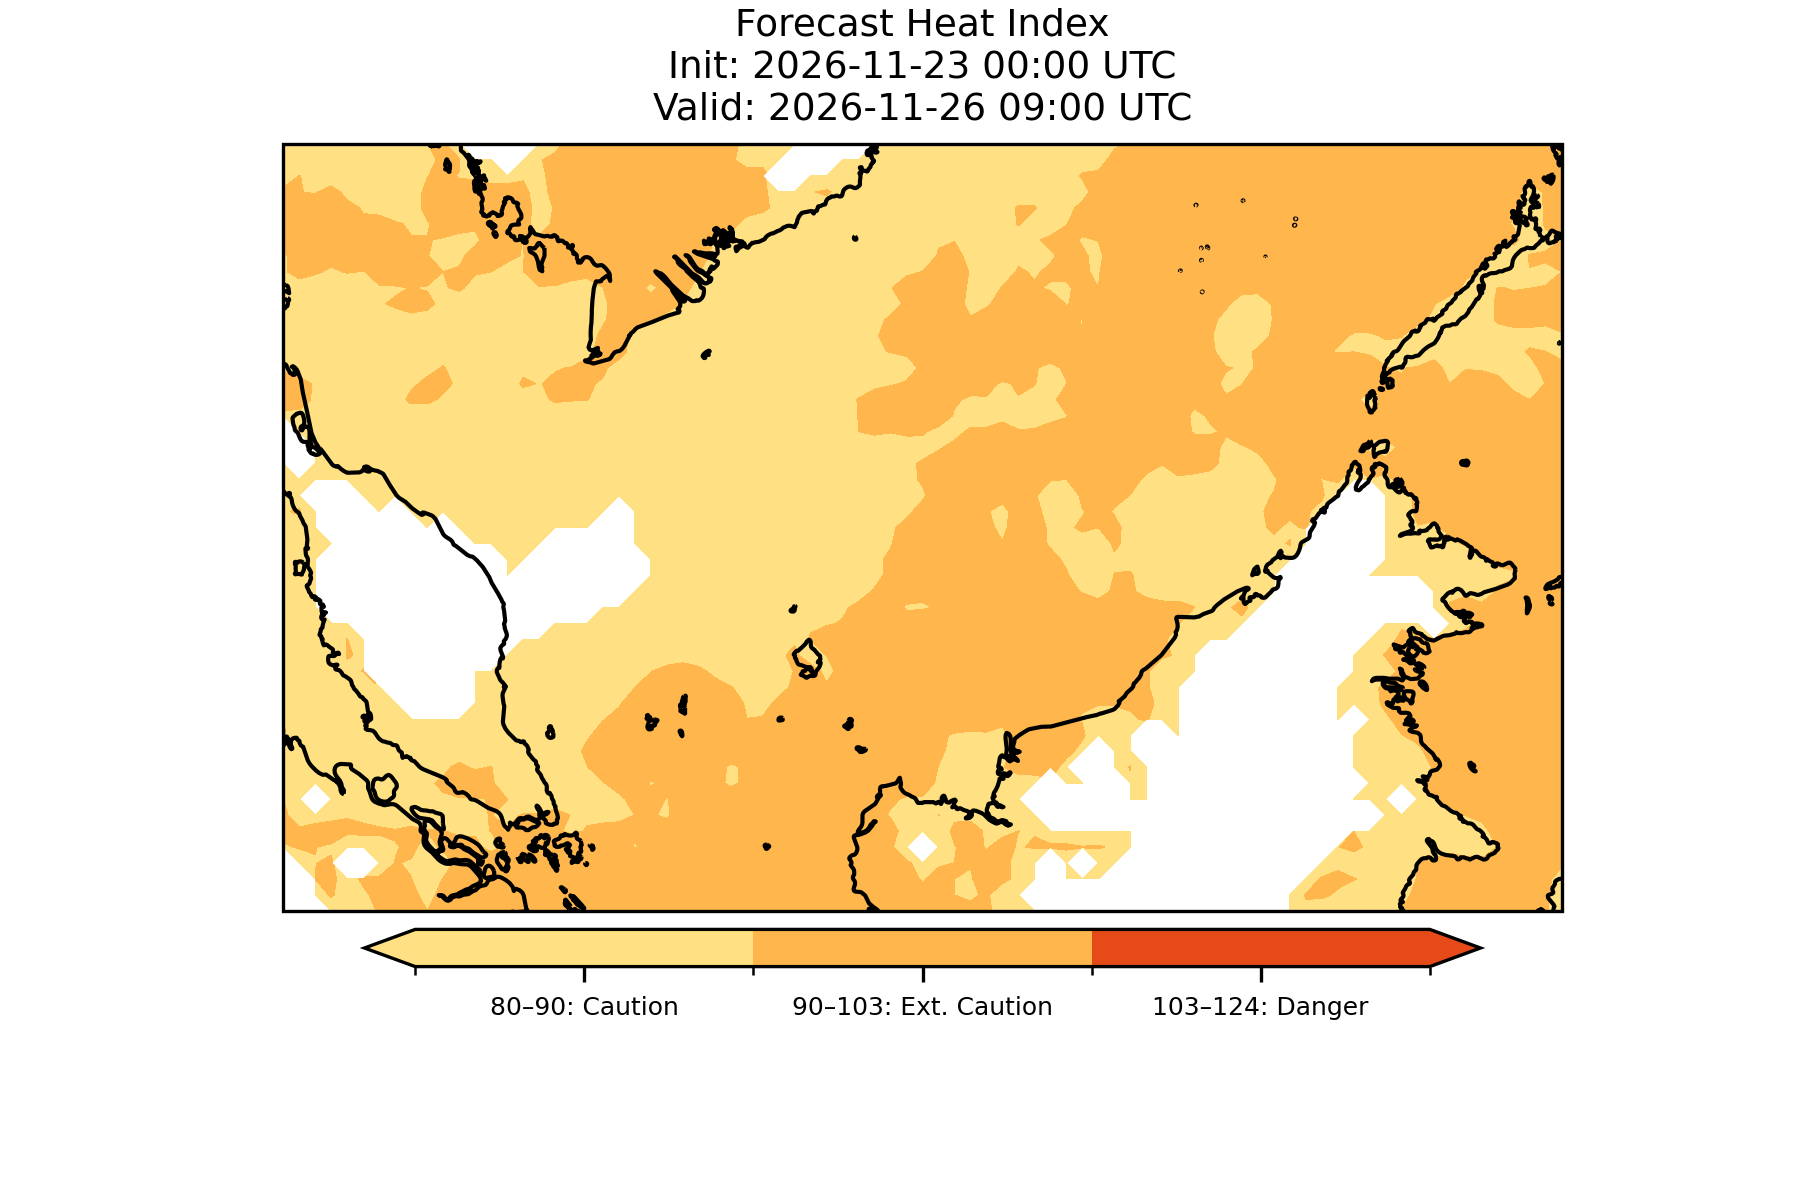 Forecast Heat Index
Init: 2026-11-23 00:00 UTC
Valid: 2026-11-26 09:00 UTC
80–90: Caution
90–103: Ext. Caution
103–124: Danger